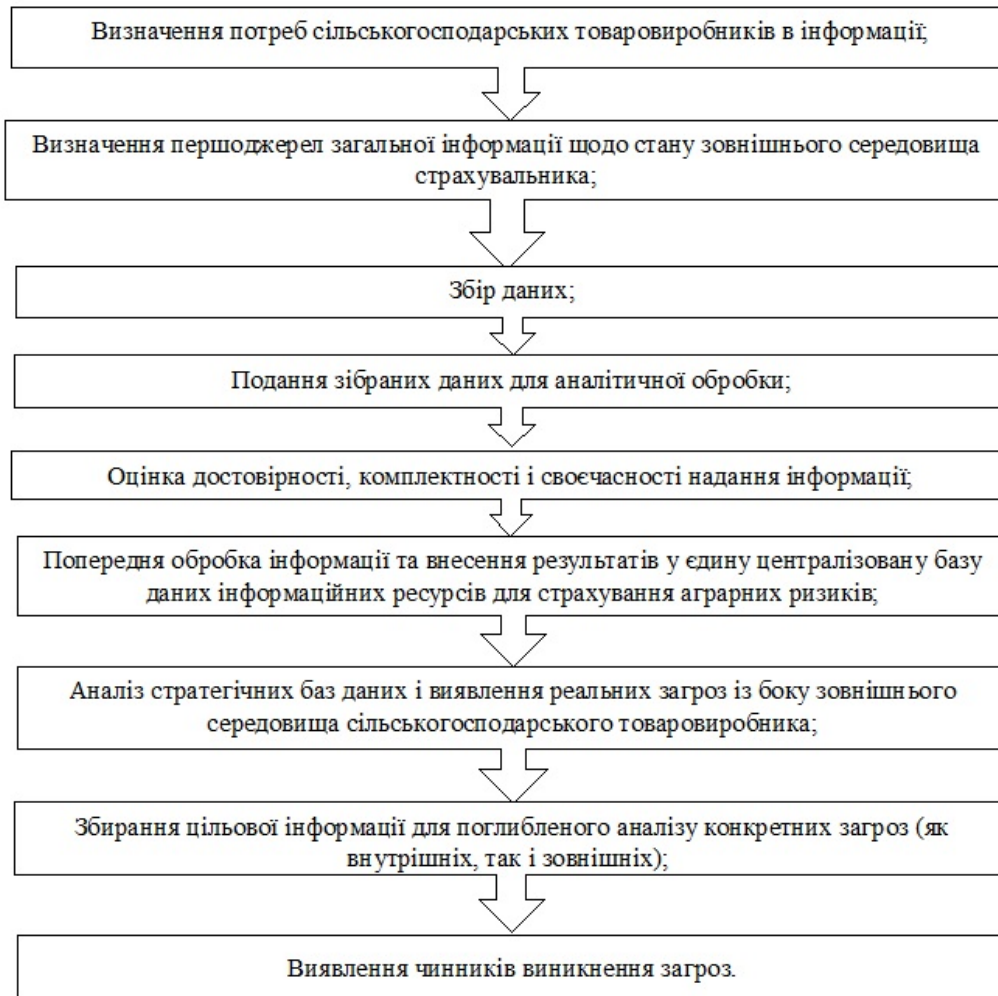 Визначення потреб сільськогосподарських товаровиробників в інформації;
Визначення першоджерел загальної інформації щодо стану зовнішнього середовища
страхувальника;
Збір даних;
Подання зібраних даних для аналітичної обробки;
Оцінка достовірності, комплектності і своєчасності надання інформації;
Попередня обробка інформації та внесення результатів у єдину централізовану базу
даних інформаційних ресурсів для страхування аграрних ризиків;
Аналіз стратегічних баз даних і виявлення реальних загроз із боку зовнішнього
середовища сільськогосподарського товаровиробника;
Збирання цільової інформації для поглибленого аналізу конкретних загроз (як
внутрішніх, так і зовнішніх);
Виявлення чинників виникнення загроз.